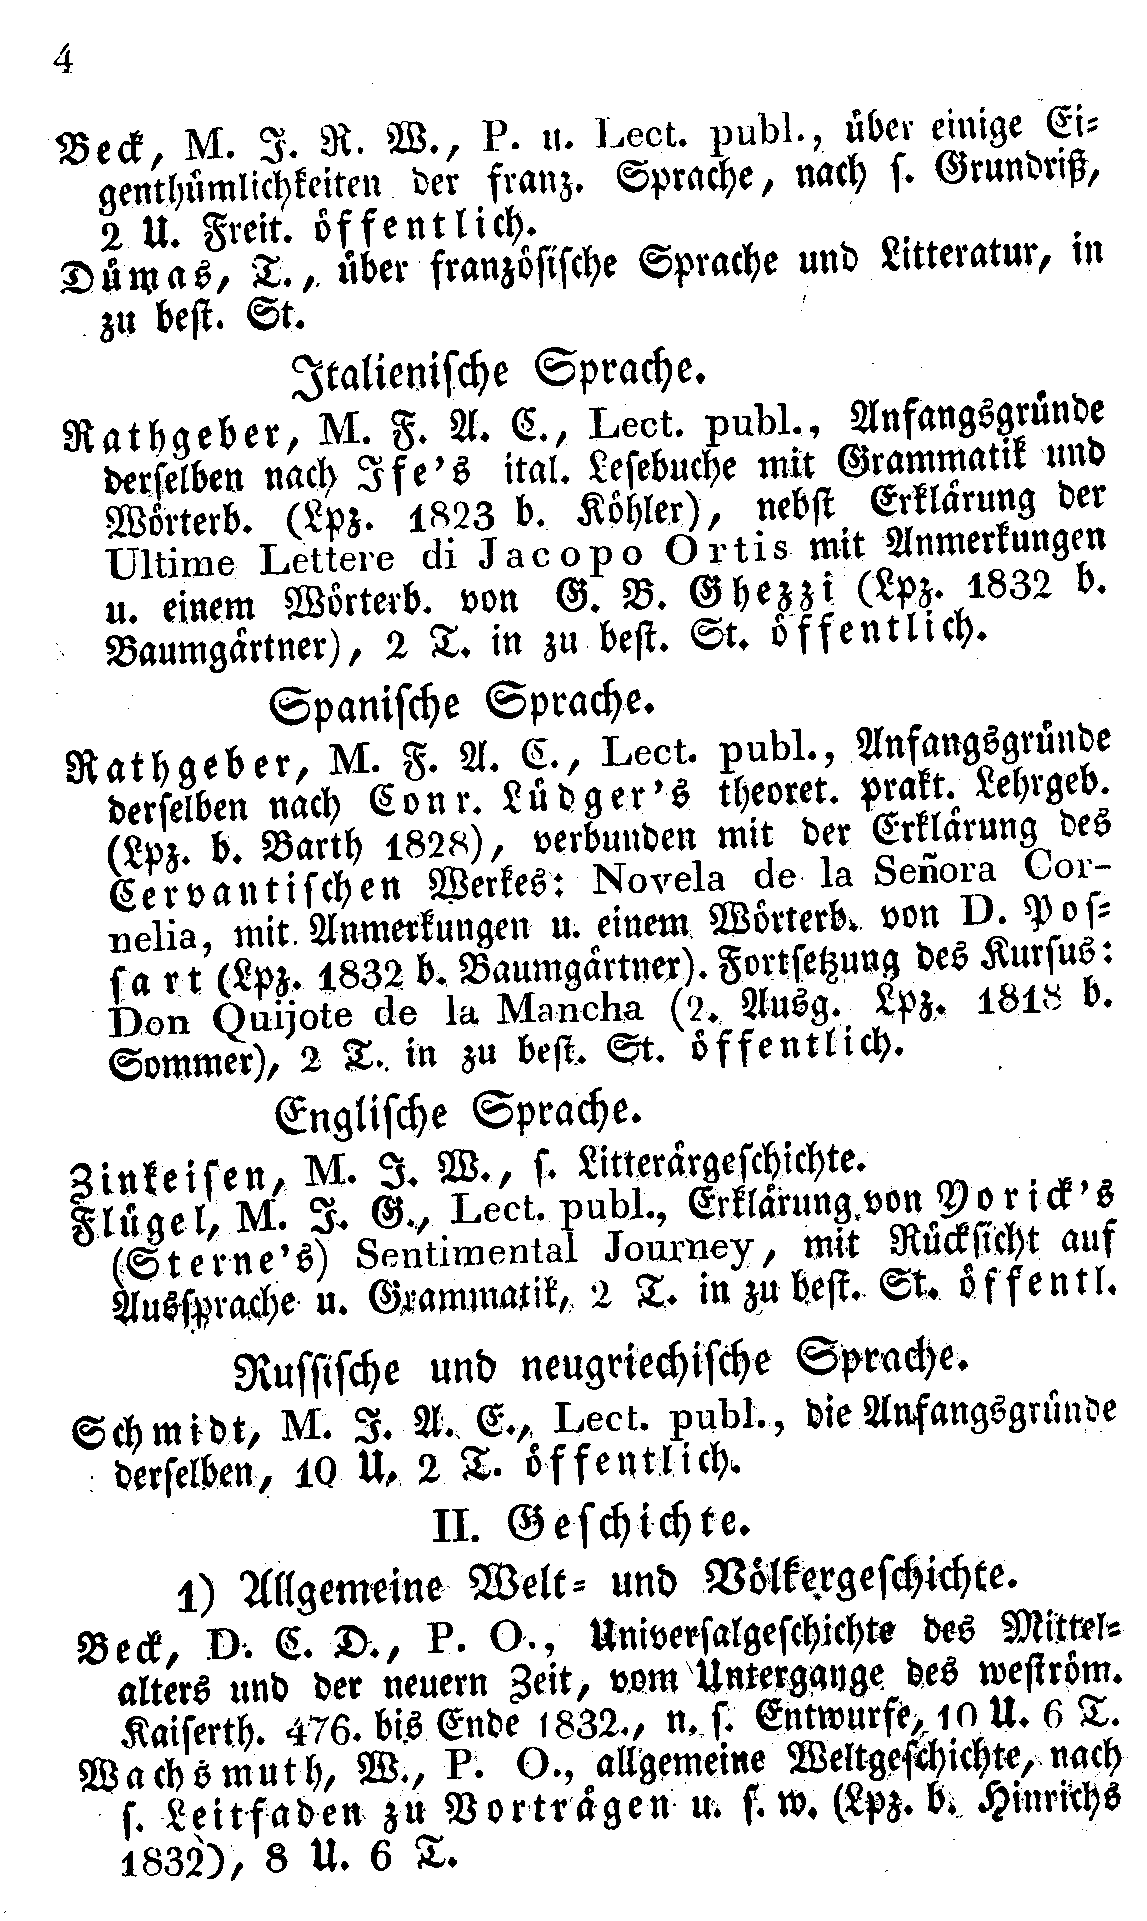 4
Beck, M. J. R. W., P. u. Lect. publ., über einige Ei-
genthümlichkeiten der franz. Sprache, nach s. Grundriß,
2 U. Freit. öffentlich.
Dümas, T., über französische Sprache und Litteratur, in
zu best. St.
Italienische Sprache.
Rathgeber, M. F. A. C., Lect. publ., Anfangsgründe
derselben nach Ife's ital. Lesebuche mit Grammatik und
Wörterb. (Lpz. 1823 b. Köhler), nebst Erklärung der
Ultime Lettere di Jacopo Ortis mit Anmerkungen
u. einem Wörterb. von G. B. Ghezzi (Lpz. 1832 b.
Baumgärtner), 2 T. in zu best. St. öffentlich.
Spanische Sprache.
Rathgeber, M. F. A. C., Lect. publ., Anfangsgründe
derselben nach Conr. Lüdger's theoret. prakt. Lehrgeb.
(Lpz. b. Barth 1828), verbunden mit der Erklärung des
Cervantischen Werkes: Novela de la Señora Cor-
nelia, mit Anmerkungen u. einem Wörterb. von D. Pos-
sart (Lpz. 1832 b. Baumgärtner). Fortsetzung des Kursus:
Don Quijote de la Mancha (2. Ausg. Lpz. 1818 b.
Sommer), 2 T. in zu best. St. öffentlich.
Englische Sprache.
Zinkeisen, M. J. W., s. Litterärgeschichte.
Flügel, M. J. G., Lect. publ., Erklärung von Yorick's
(Sterne's) Sentimental Journey, mit Rücksicht auf
Aussprache u. Grammatik, 2 T. in zu best. St. öffentl.
Russische und neugriechische Sprache.
Schmidt, M. J. A. E., Lect. publ., die Anfangsgründe
derselben, 10 U. 2 T. öffentlich.
II. Geschichte.
1) Allgemeine Welt- und Völkergeschichte.
Beck, D. C. D., P. O., Universalgeschichte des Mittel-
alters und der neuern Zeit, vom Untergange des weström.
Kaiserth. 476. bis Ende 1832., n. s. Entwurfe, 10 U. 6 T.
Wachsmuth, W., P. O., allgemeine Weltgeschichte, nach
s. Leitfaden zu Vorträgen u. s. w. (Lpz. b. Hinrichs
1832), 8 U. 6 T.